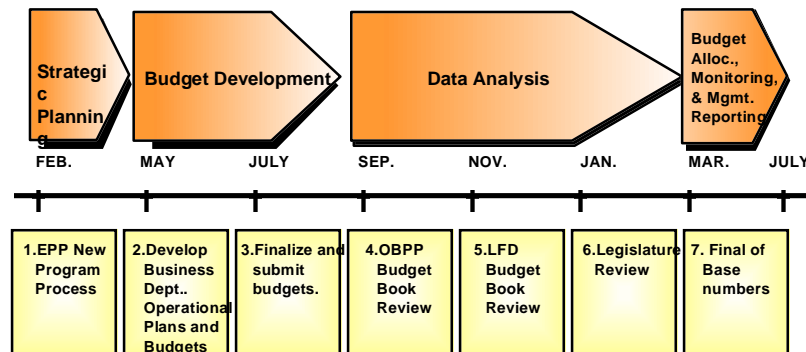 Strategi
c
Plannin
g
Budget Development
Data Analysis
Budget
Alloc.,
Monitoring,
& Mgmt.
Reporting
FEB.
MAY
JULY
SEP.
NOV.
JAN.
MAR.
JULY
1.EPP New
Program
Process
2.Develop
Business
Dept..
Operational
Plans and
Budgets
3.Finalize and
submit
budgets.
4.OBPP
Budget
Book
Review
5.LFD
Budget
Book
Review
6.Legislature
Review
7. Final of
Base
numbers